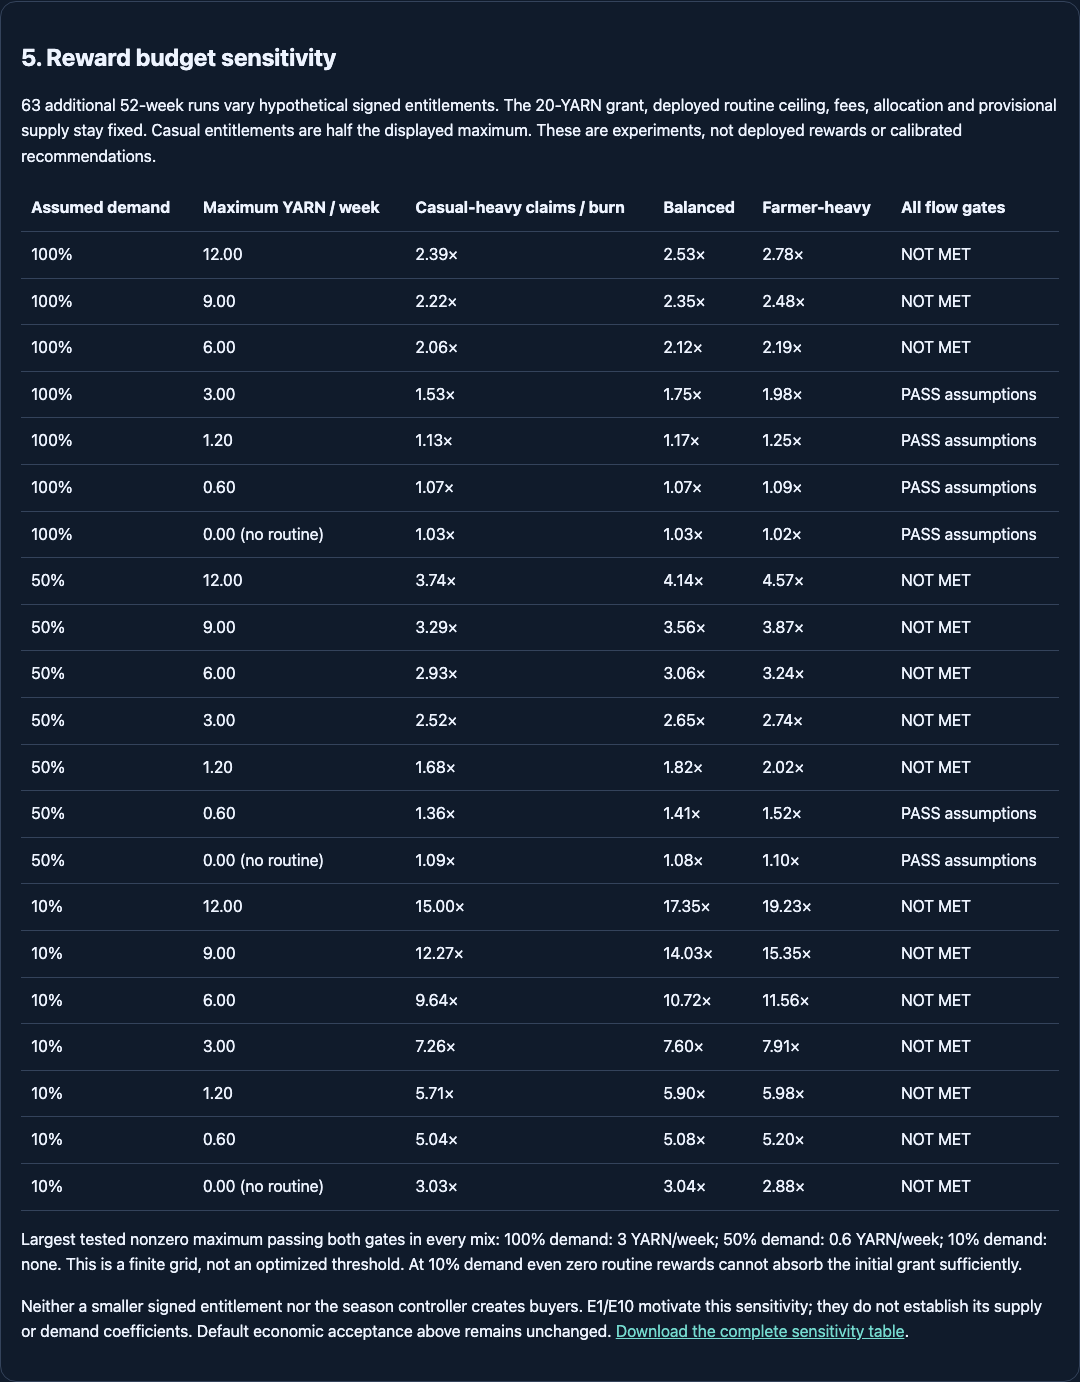 5. Reward budget sensitivity
63 additional 52-week runs vary hypothetical signed entitlements. The 20-YARN grant, deployed routine ceiling, fees, allocation and provisional
supply stay fixed. Casual entitlements are half the displayed maximum. These are experiments, not deployed rewards or calibrated
recommendations.
Assumed demand Maximum YARN / week Casual-heavy claims / burn Balanced Farmer-heavy All flow gates
100% 12.00 2.39× 2.53× 2.78× NOT MET
100% 9.00 2.22× 2.35× 2.48× NOT MET
100% 6.00 2.06× 2.12× 2.19× NOT MET
100% 3.00 1.53× 1.75× 1.98× PASS assumptions
100% 1.20 1.13× 1.17× 1.25× PASS assumptions
100% 0.60 1.07× 1.07× 1.09× PASS assumptions
100% 0.00 (no routine) 1.03× 1.03× 1.02× PASS assumptions
50% 12.00 3.74× 4.14× 4.57× NOT MET
50% 9.00 3.29× 3.56× 3.87× NOT MET
50% 6.00 2.93× 3.06× 3.24× NOT MET
50% 3.00 2.52× 2.65× 2.74× NOT MET
50% 1.20 1.68× 1.82× 2.02× NOT MET
50% 0.60 1.36× 1.41× 1.52× PASS assumptions
50% 0.00 (no routine) 1.09× 1.08× 1.10× PASS assumptions
10% 12.00 15.00× 17.35× 19.23× NOT MET
10% 9.00 12.27× 14.03× 15.35× NOT MET
10% 6.00 9.64× 10.72× 11.56× NOT MET
10% 3.00 7.26× 7.60× 7.91× NOT MET
10% 1.20 5.71× 5.90× 5.98× NOT MET
10% 0.60 5.04× 5.08× 5.20× NOT MET
10% 0.00 (no routine) 3.03× 3.04× 2.88× NOT MET
Largest tested nonzero maximum passing both gates in every mix: 100% demand: 3 YARN/week; 50% demand: 0.6 YARN/week; 10% demand:
none. This is a finite grid, not an optimized threshold. At 10% demand even zero routine rewards cannot absorb the initial grant sufficiently.
Neither a smaller signed entitlement nor the season controller creates buyers. E1/E10 motivate this sensitivity; they do not establish its supply
or demand coefficients. Default economic acceptance above remains unchanged. Download the complete sensitivity table.